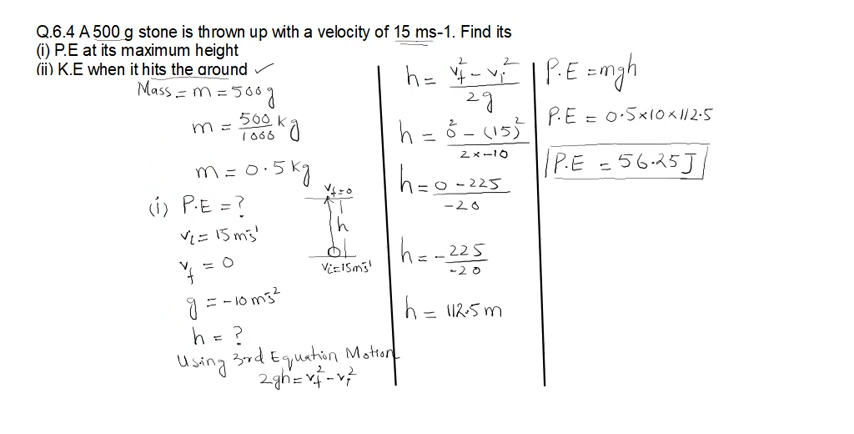 Q.6.4 A 500 g stone is thrown up with a velocity of 15 ms-1. Find its
(i) P.E at its maximum height
(ii) K.E when it hits the ground ✓
Mass = m = 500g
m = 500/1000 kg
m = 0.5 kg
(i) P.E = ?
vi = 15 ms⁻¹
vf = 0
g = -10 ms⁻²
h = ?
Using 3rd Equation Motion
2gh = vf² - vi²
vf = 0
h
vi = 15 ms⁻¹
h = vf² - vi² / 2g
h = 0² - (15)² / 2×-10
h = 0 - 225 / -20
h = - 225 / -20
h = 112.5 m
P.E = mgh
P.E = 0.5×10×112.5
P.E = 56.25J